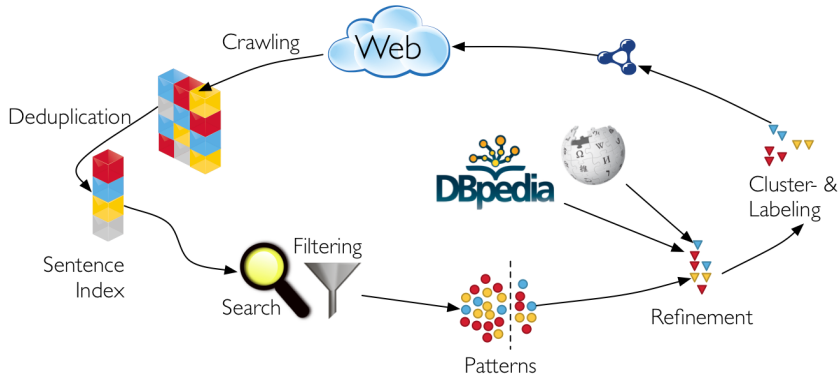 Crawling
Web
Deduplication
DBpedia
Cluster- &
Labeling
Filtering
Sentence
Index
Search
Refinement
Patterns